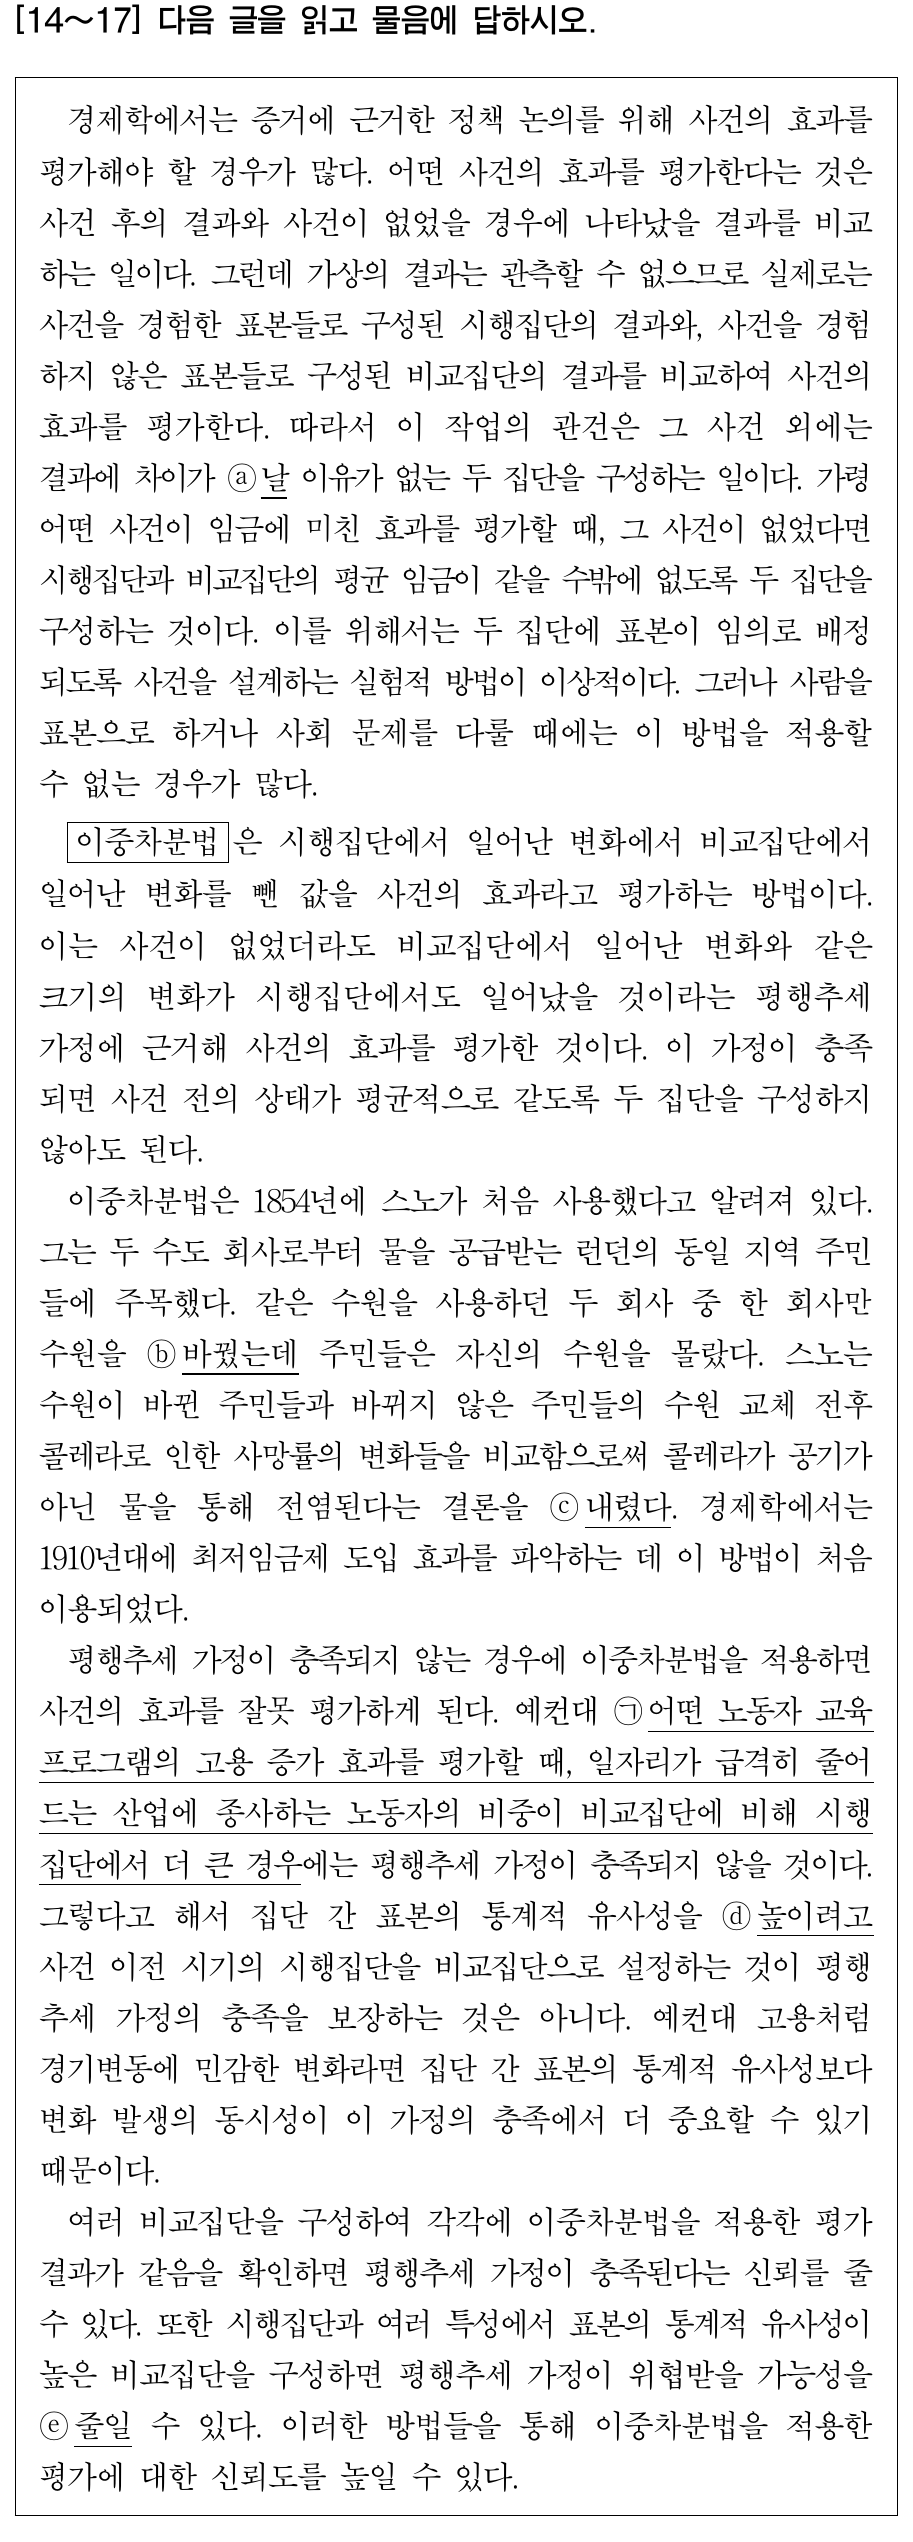 [14～17] 다음 글을 읽고 물음에 답하시오.
경제학에서는 증거에 근거한 정책 논의를 위해 사건의 효과를
평가해야 할 경우가 많다. 어떤 사건의 효과를 평가한다는 것은
사건 후의 결과와 사건이 없었을 경우에 나타났을 결과를 비교
하는 일이다. 그런데 가상의 결과는 관측할 수 없으므로 실제로는
사건을 경험한 표본들로 구성된 시행집단의 결과와, 사건을 경험
하지 않은 표본들로 구성된 비교집단의 결과를 비교하여 사건의
효과를 평가한다. 따라서 이 작업의 관건은 그 사건 외에는
결과에 차이가 ⓐ날 이유가 없는 두 집단을 구성하는 일이다. 가령
어떤 사건이 임금에 미친 효과를 평가할 때, 그 사건이 없었다면
시행집단과 비교집단의 평균 임금이 같을 수밖에 없도록 두 집단을
구성하는 것이다. 이를 위해서는 두 집단에 표본이 임의로 배정
되도록 사건을 설계하는 실험적 방법이 이상적이다. 그러나 사람을
표본으로 하거나 사회 문제를 다룰 때에는 이 방법을 적용할
수 없는 경우가 많다.
이중차분법은 시행집단에서 일어난 변화에서 비교집단에서
일어난 변화를 뺀 값을 사건의 효과라고 평가하는 방법이다.
이는 사건이 없었더라도 비교집단에서 일어난 변화와 같은
크기의 변화가 시행집단에서도 일어났을 것이라는 평행추세
가정에 근거해 사건의 효과를 평가한 것이다. 이 가정이 충족
되면 사건 전의 상태가 평균적으로 같도록 두 집단을 구성하지
않아도 된다.
이중차분법은 1854년에 스노가 처음 사용했다고 알려져 있다.
그는 두 수도 회사로부터 물을 공급받는 런던의 동일 지역 주민
들에 주목했다. 같은 수원을 사용하던 두 회사 중 한 회사만
수원을 ⓑ바꿨는데 주민들은 자신의 수원을 몰랐다. 스노는
수원이 바뀐 주민들과 바뀌지 않은 주민들의 수원 교체 전후
콜레라로 인한 사망률의 변화들을 비교함으로써 콜레라가 공기가
아닌 물을 통해 전염된다는 결론을 ⓒ내렸다. 경제학에서는
1910년대에 최저임금제 도입 효과를 파악하는 데 이 방법이 처음
이용되었다.
평행추세 가정이 충족되지 않는 경우에 이중차분법을 적용하면
사건의 효과를 잘못 평가하게 된다. 예컨대 ㉠어떤 노동자 교육
프로그램의 고용 증가 효과를 평가할 때, 일자리가 급격히 줄어
드는 산업에 종사하는 노동자의 비중이 비교집단에 비해 시행
집단에서 더 큰 경우에는 평행추세 가정이 충족되지 않을 것이다.
그렇다고 해서 집단 간 표본의 통계적 유사성을 ⓓ높이려고
사건 이전 시기의 시행집단을 비교집단으로 설정하는 것이 평행
추세 가정의 충족을 보장하는 것은 아니다. 예컨대 고용처럼
경기변동에 민감한 변화라면 집단 간 표본의 통계적 유사성보다
변화 발생의 동시성이 이 가정의 충족에서 더 중요할 수 있기
때문이다.
여러 비교집단을 구성하여 각각에 이중차분법을 적용한 평가
결과가 같음을 확인하면 평행추세 가정이 충족된다는 신뢰를 줄
수 있다. 또한 시행집단과 여러 특성에서 표본의 통계적 유사성이
높은 비교집단을 구성하면 평행추세 가정이 위협받을 가능성을
ⓔ줄일 수 있다. 이러한 방법들을 통해 이중차분법을 적용한
평가에 대한 신뢰도를 높일 수 있다.